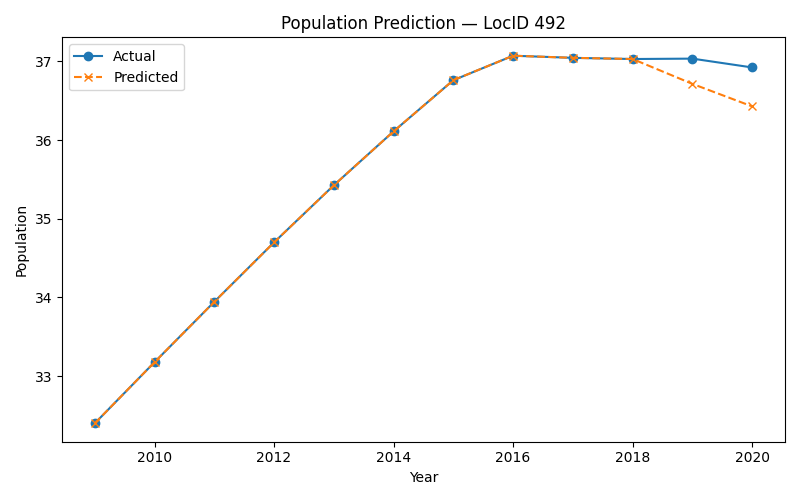 Population Prediction — LocID 492
Actual
Predicted
Population
37
36
35
34
33
2010 2012 2014 2016 2018 2020
Year